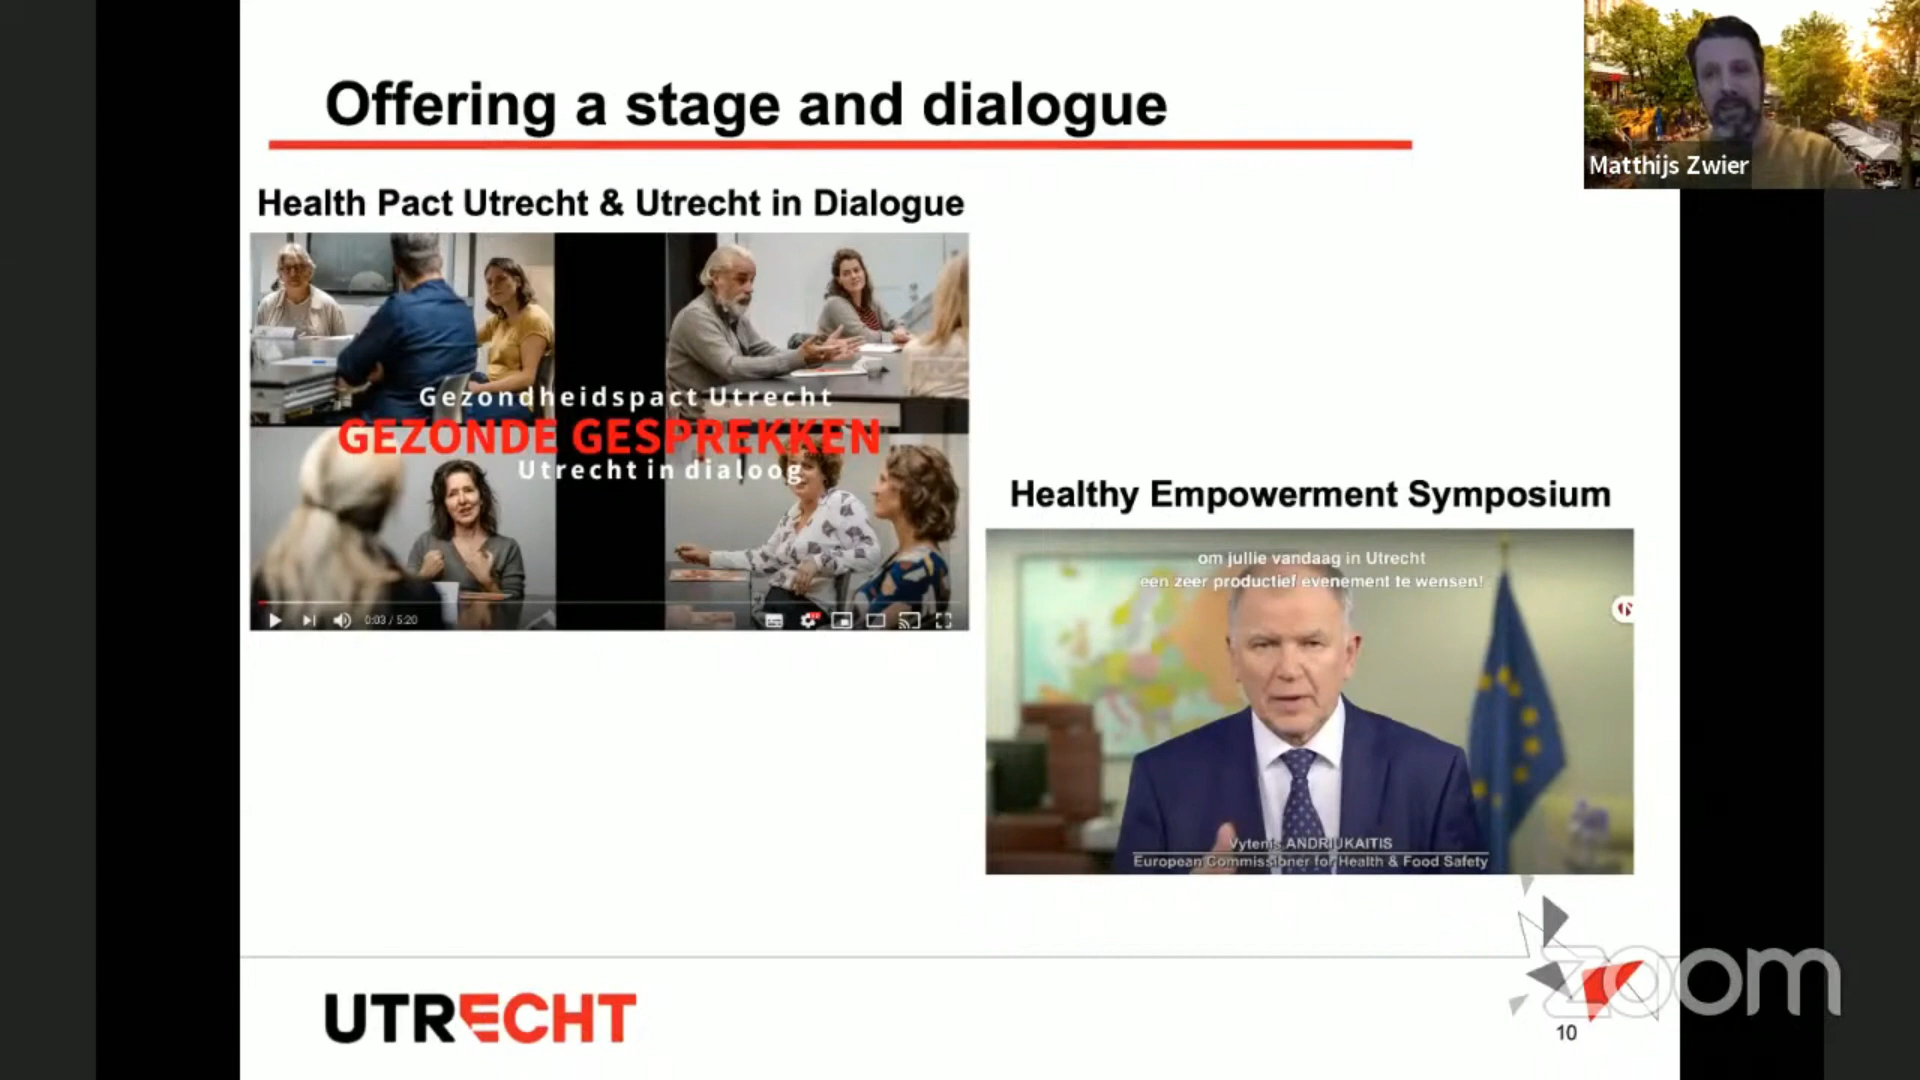 Offering a stage and dialogue
Matthijs Zwier
Health Pact Utrecht & Utrecht in Dialogue
Gezondheidspact Utrecht
GEZONDE GESPREKKEN
Utrecht in dialoog
0:03 / 5:20
Healthy Empowerment Symposium
om jullie vandaag in Utrecht
een zeer productief evenement te wensen!
Vytenis ANDRIUKAITIS
European Commissioner for Health & Food Safety
UTRECHT
zoom
10